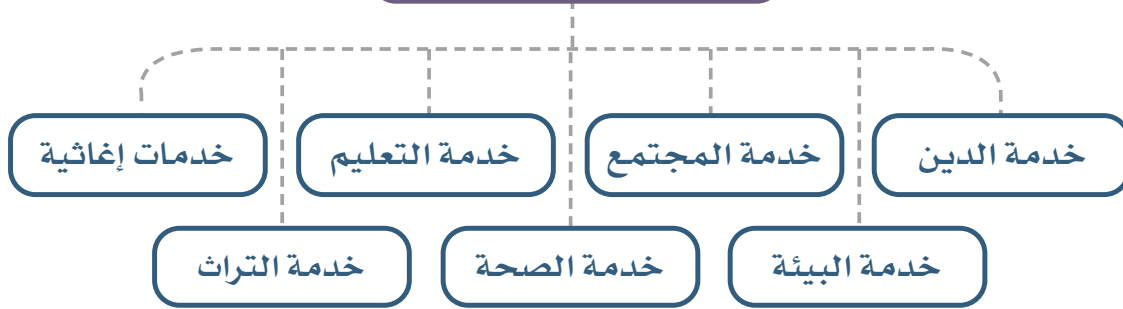 خدمة الدين
خدمة المجتمع
خدمة التعليم
خدمات إغاثية
خدمة البيئة
خدمة الصحة
خدمة التراث